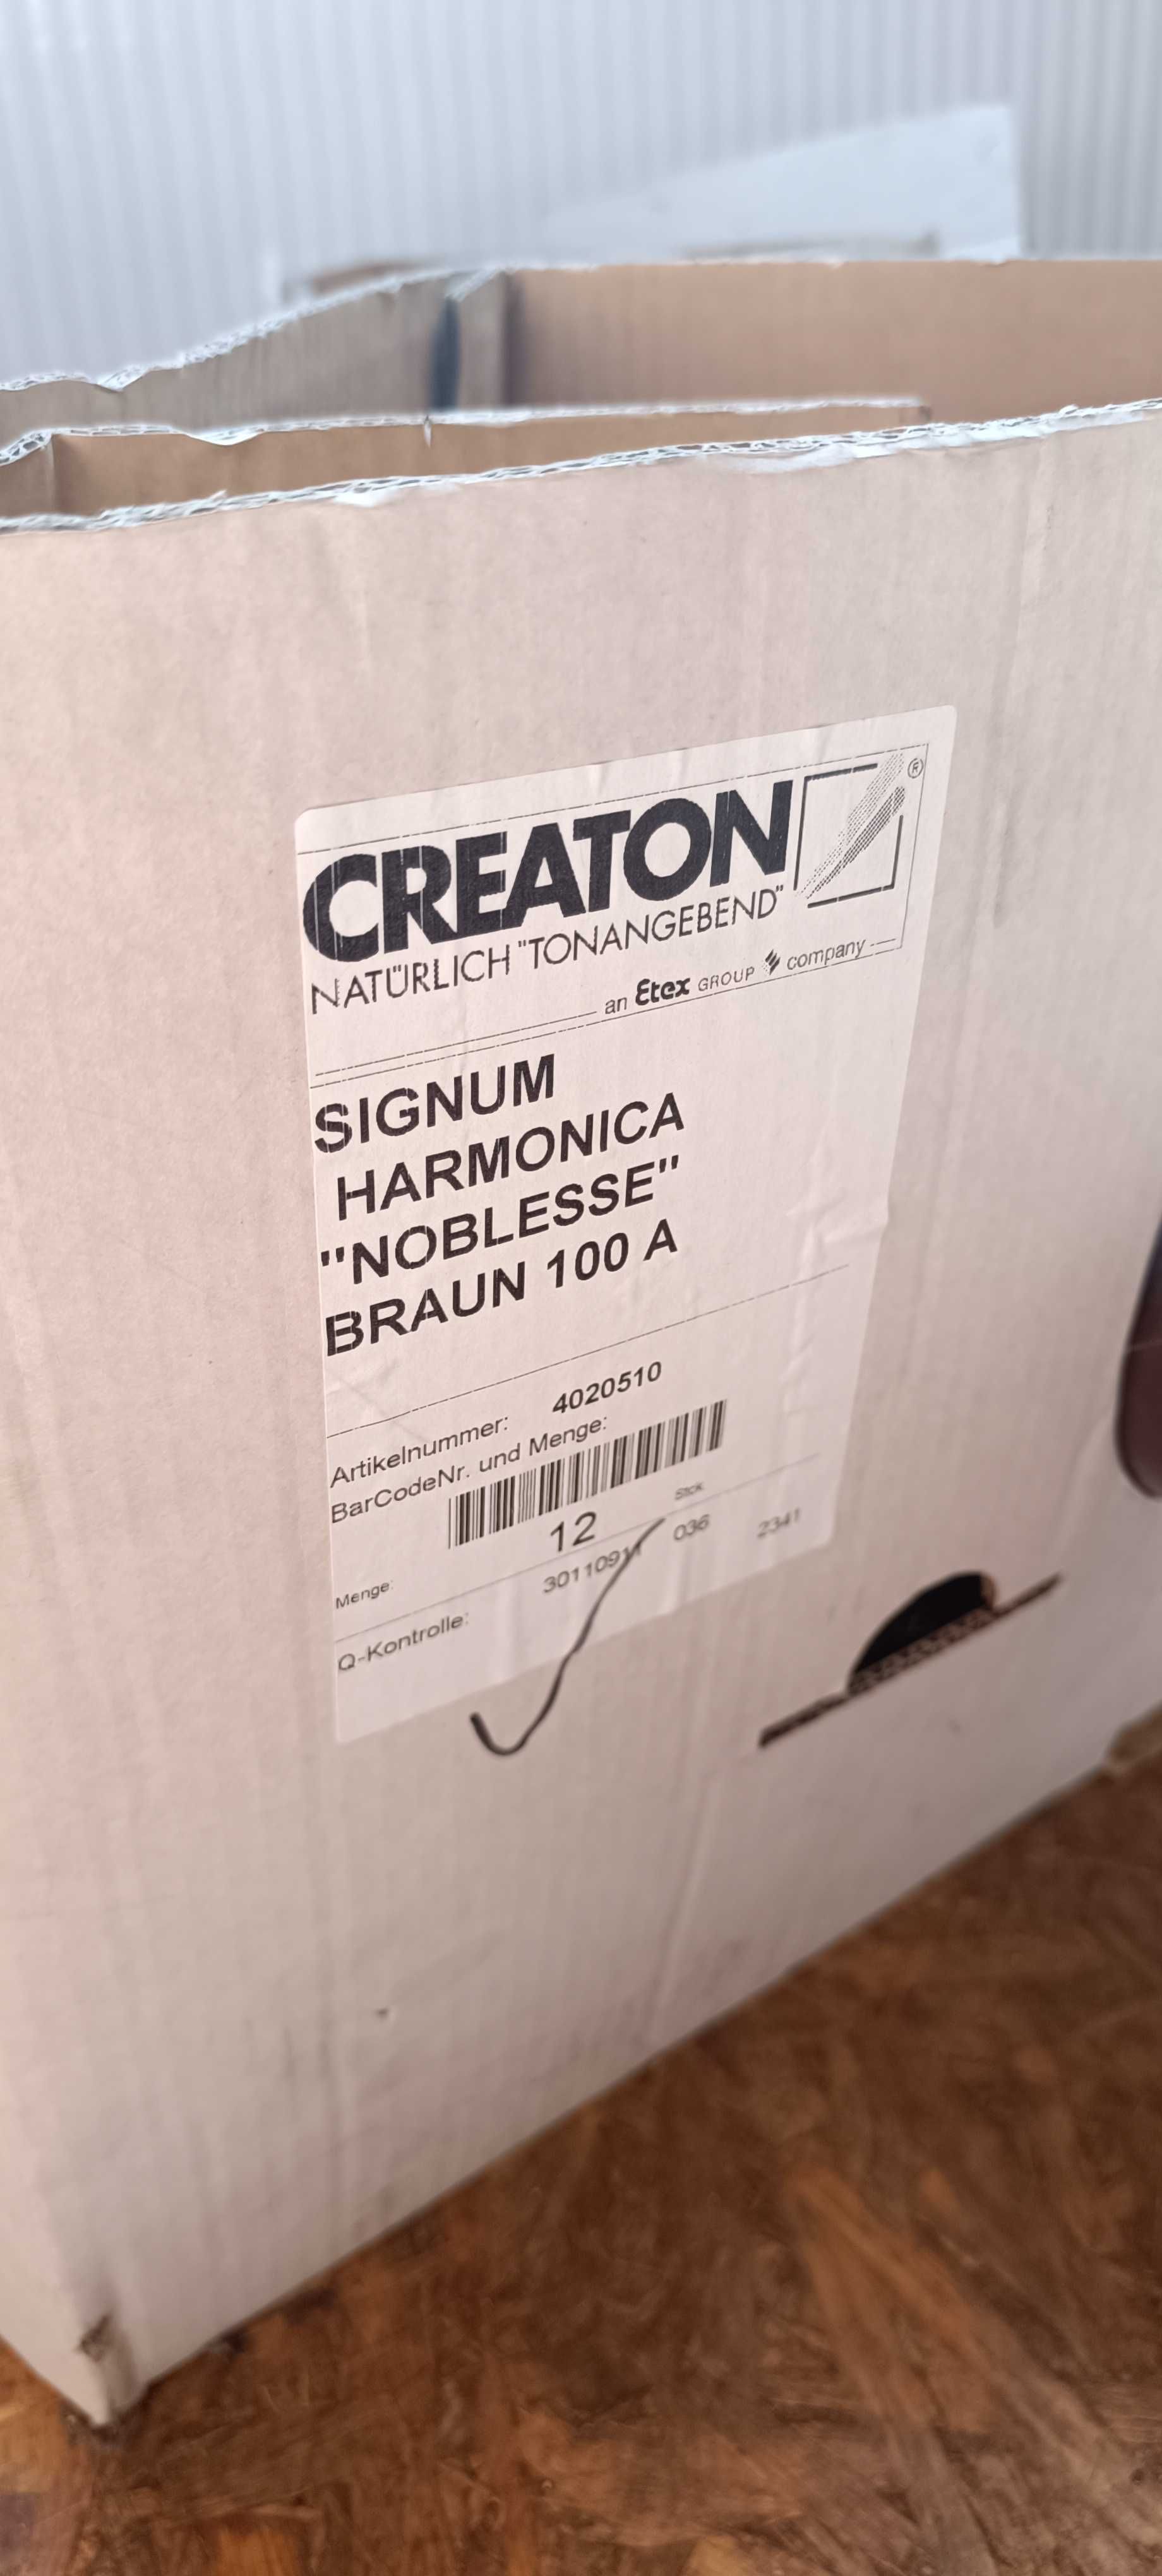 CREATON ®
NATÜRLICH "TONANGEBEND"
an Etex GROUP company
SIGNUM
HARMONICA
"NOBLESSE"
BRAUN 100 A
Artikelnummer: 4020510
BarCodeNr. und Menge:
Menge: 12 Stck
30110911 036 2341
Q-Kontrolle: